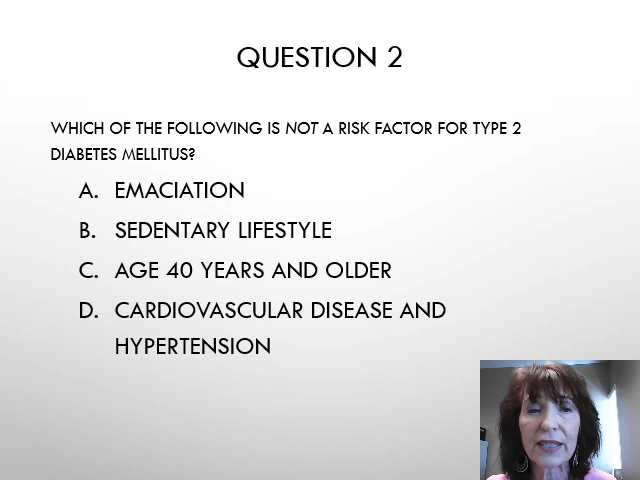 QUESTION 2
WHICH OF THE FOLLOWING IS NOT A RISK FACTOR FOR TYPE 2
DIABETES MELLITUS?
A. EMACIATION
B. SEDENTARY LIFESTYLE
C. AGE 40 YEARS AND OLDER
D. CARDIOVASCULAR DISEASE AND
HYPERTENSION